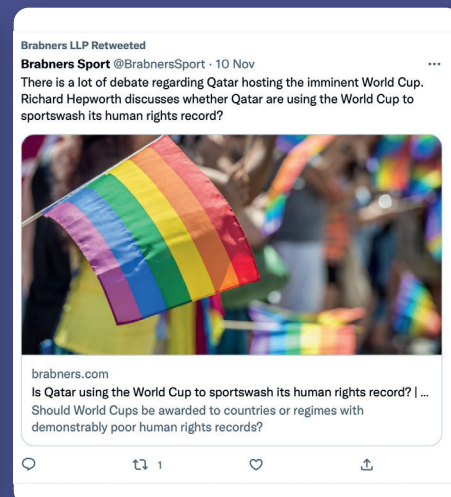 Brabners LLP Retweeted
Brabners Sport @BrabnersSport · 10 Nov
There is a lot of debate regarding Qatar hosting the imminent World Cup.
Richard Hepworth discusses whether Qatar are using the World Cup to
sportswash its human rights record?
brabners.com
Is Qatar using the World Cup to sportswash its human rights record? | ...
Should World Cups be awarded to countries or regimes with
demonstrably poor human rights records?
1